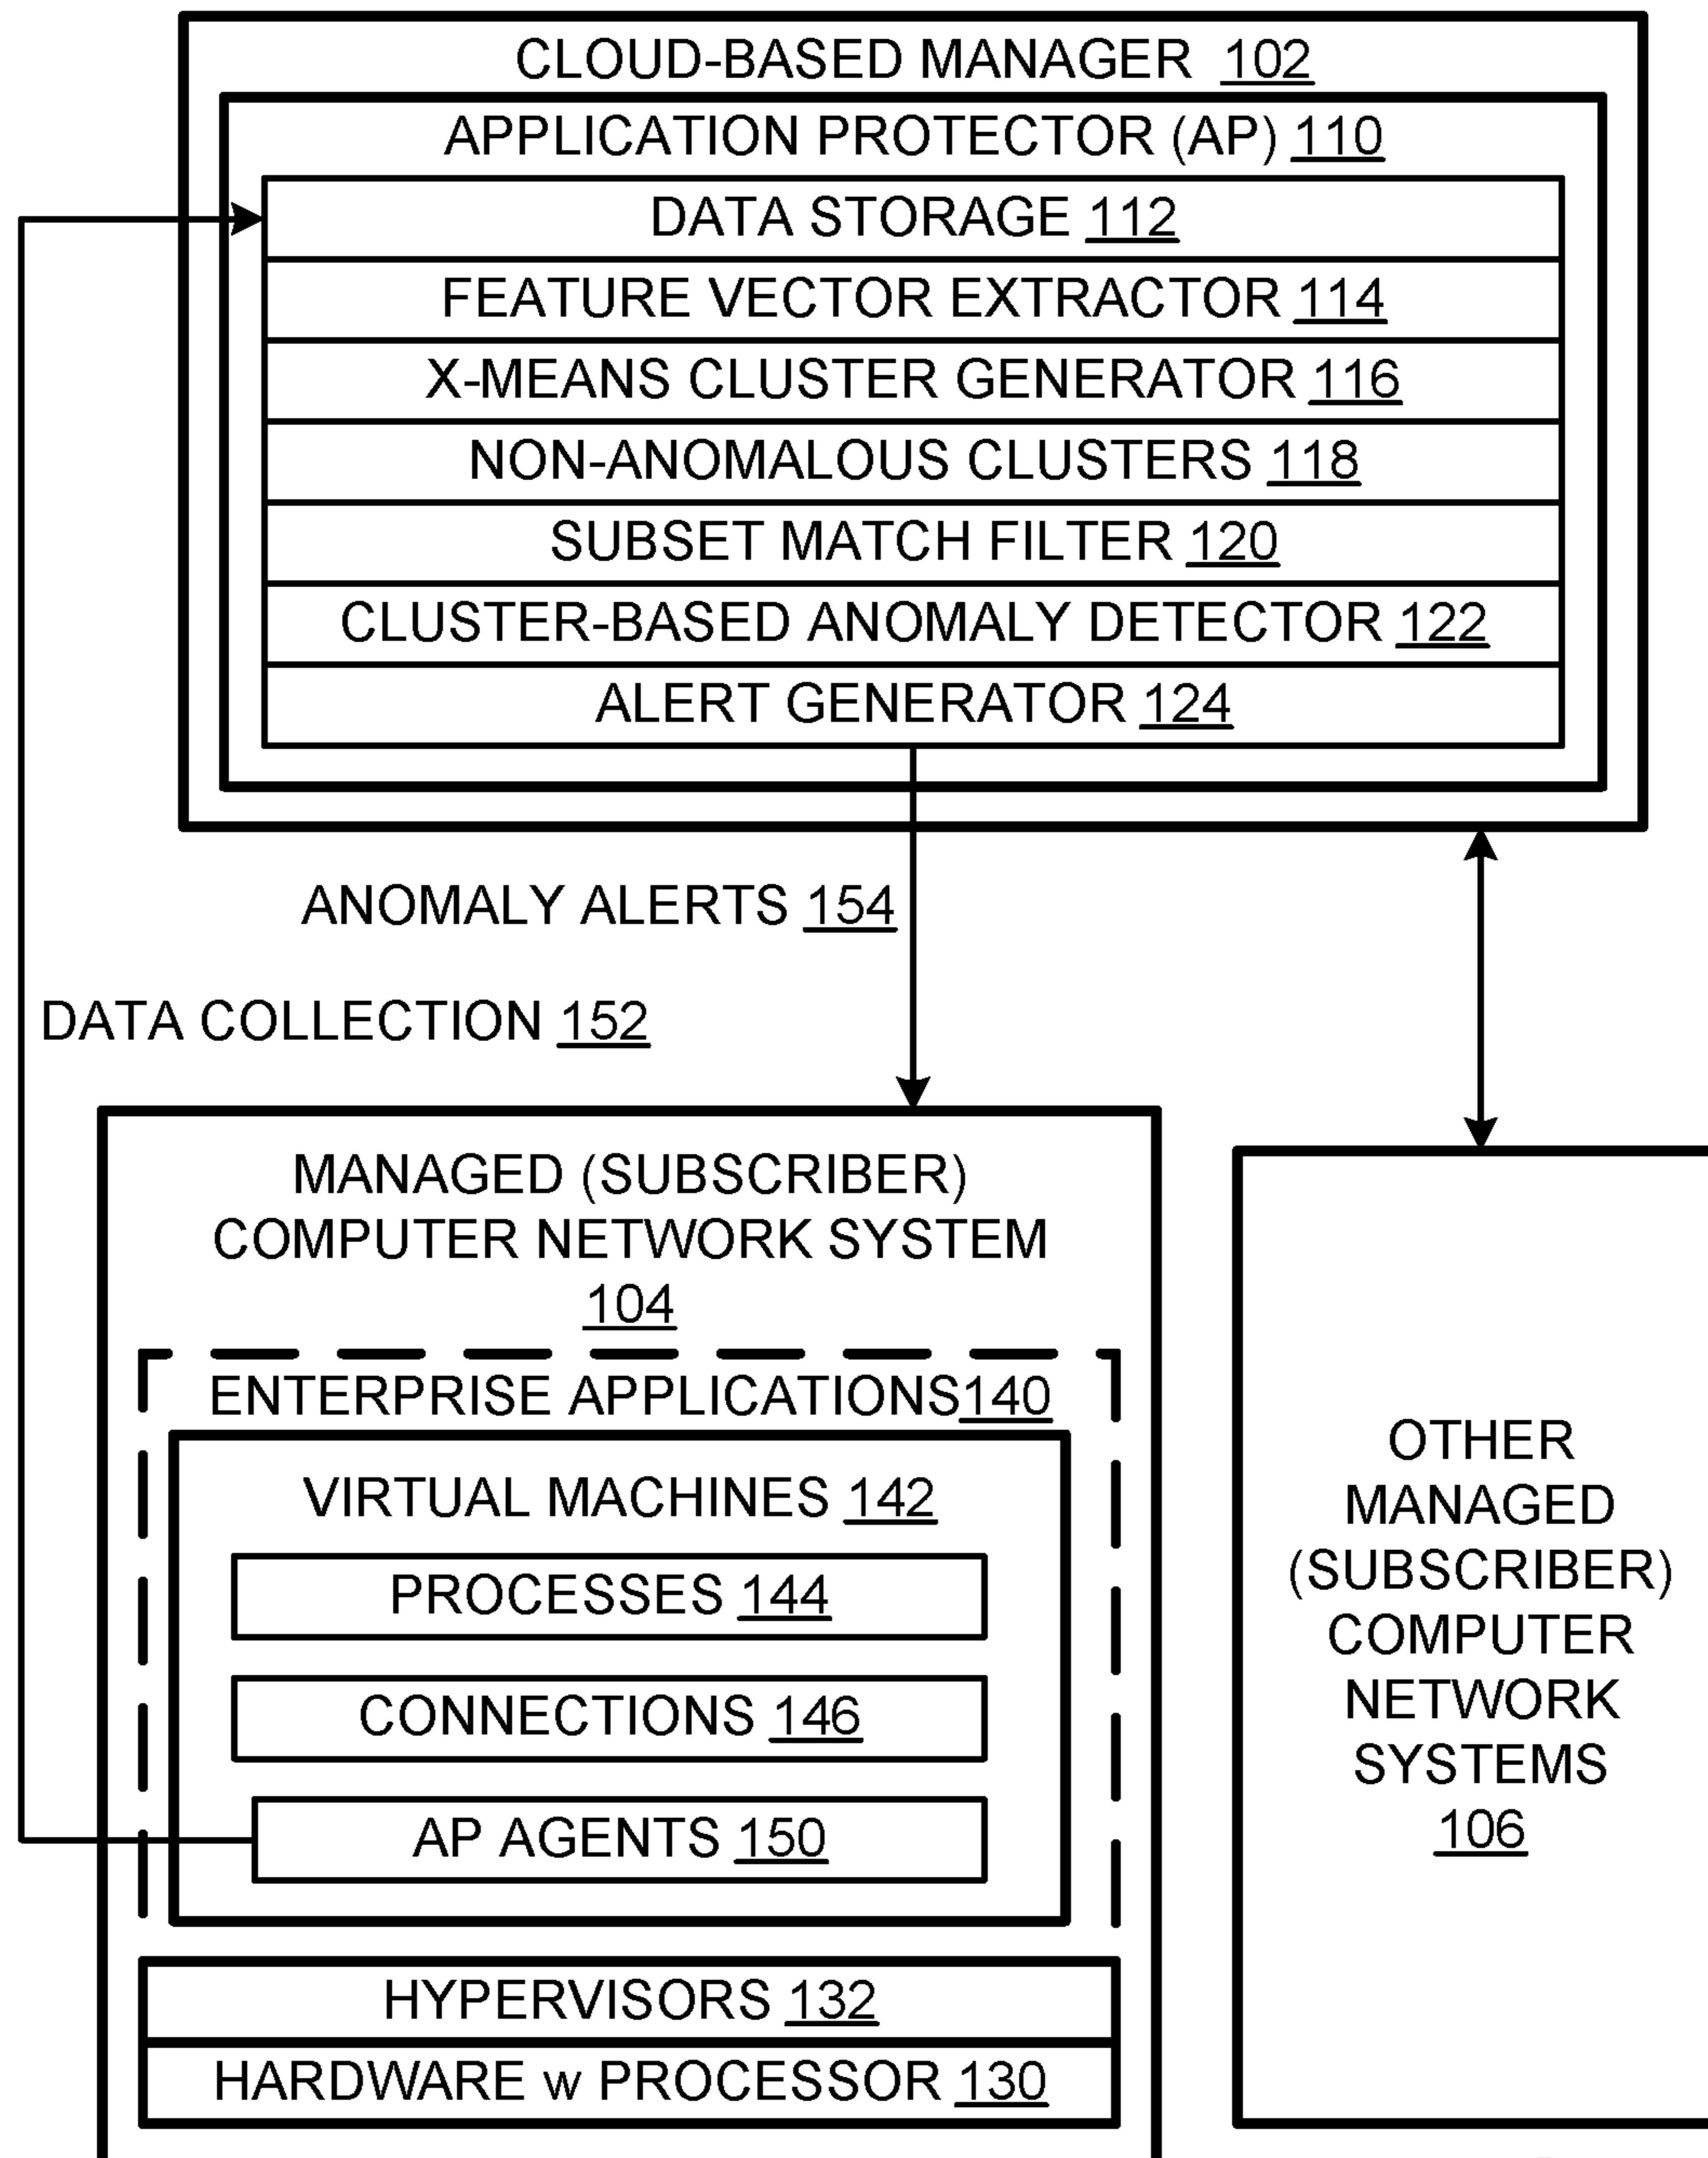 CLOUD-BASED MANAGER 102
APPLICATION PROTECTOR (AP) 110
DATA STORAGE 112
FEATURE VECTOR EXTRACTOR 114
X-MEANS CLUSTER GENERATOR 116
NON-ANOMALOUS CLUSTERS 118
SUBSET MATCH FILTER 120
CLUSTER-BASED ANOMALY DETECTOR 122
ALERT GENERATOR 124
ANOMALY ALERTS 154
DATA COLLECTION 152
MANAGED (SUBSCRIBER)
COMPUTER NETWORK SYSTEM
104
ENTERPRISE APPLICATIONS140
VIRTUAL MACHINES 142
PROCESSES 144
CONNECTIONS 146
AP AGENTS 150
HYPERVISORS 132
HARDWARE w PROCESSOR 130
OTHER
MANAGED
(SUBSCRIBER)
COMPUTER
NETWORK
SYSTEMS
106